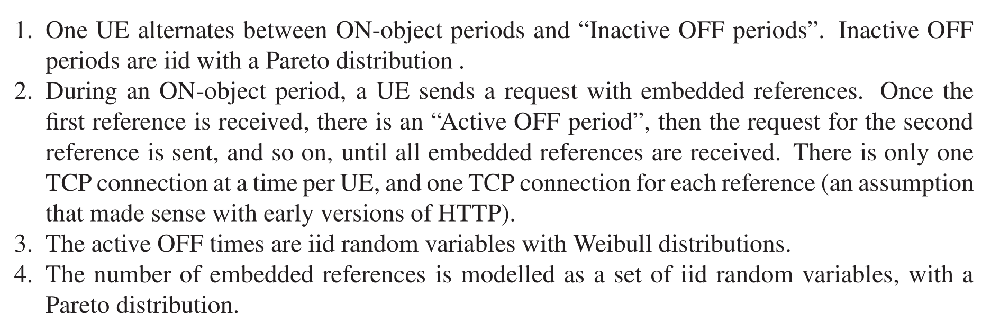 1. One UE alternates between ON-object periods and “Inactive OFF periods”. Inactive OFF
periods are iid with a Pareto distribution .
2. During an ON-object period, a UE sends a request with embedded references. Once the
first reference is received, there is an “Active OFF period”, then the request for the second
reference is sent, and so on, until all embedded references are received. There is only one
TCP connection at a time per UE, and one TCP connection for each reference (an assumption
that made sense with early versions of HTTP).
3. The active OFF times are iid random variables with Weibull distributions.
4. The number of embedded references is modelled as a set of iid random variables, with a
Pareto distribution.